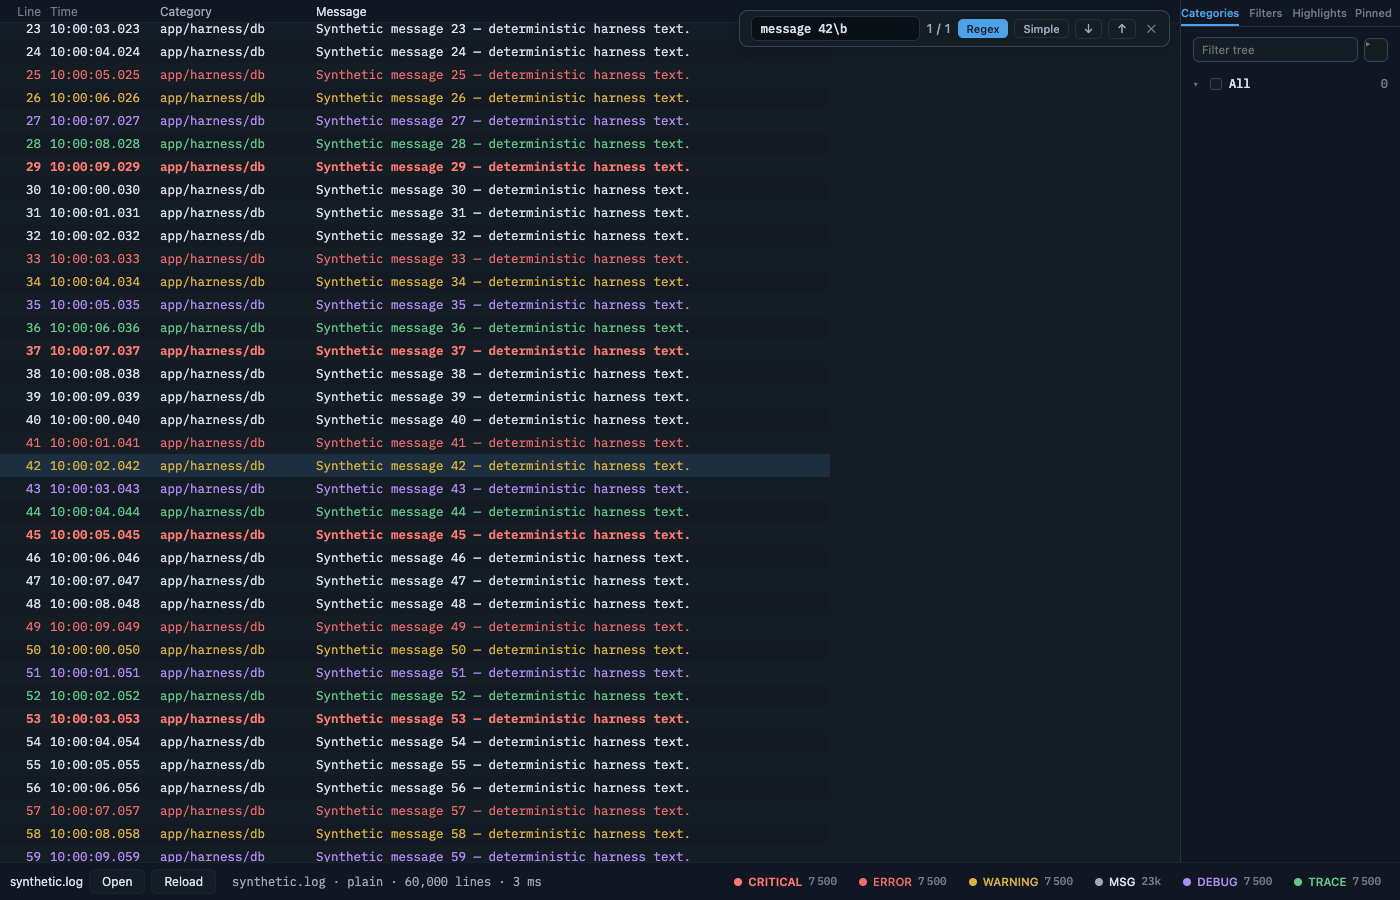 Line Time Category Message
23 10:00:03.023 app/harness/db Synthetic message 23 — deterministic harness text.
24 10:00:04.024 app/harness/db Synthetic message 24 — deterministic harness text.
25 10:00:05.025 app/harness/db Synthetic message 25 — deterministic harness text.
26 10:00:06.026 app/harness/db Synthetic message 26 — deterministic harness text.
27 10:00:07.027 app/harness/db Synthetic message 27 — deterministic harness text.
28 10:00:08.028 app/harness/db Synthetic message 28 — deterministic harness text.
29 10:00:09.029 app/harness/db Synthetic message 29 — deterministic harness text.
30 10:00:00.030 app/harness/db Synthetic message 30 — deterministic harness text.
31 10:00:01.031 app/harness/db Synthetic message 31 — deterministic harness text.
32 10:00:02.032 app/harness/db Synthetic message 32 — deterministic harness text.
33 10:00:03.033 app/harness/db Synthetic message 33 — deterministic harness text.
34 10:00:04.034 app/harness/db Synthetic message 34 — deterministic harness text.
35 10:00:05.035 app/harness/db Synthetic message 35 — deterministic harness text.
36 10:00:06.036 app/harness/db Synthetic message 36 — deterministic harness text.
37 10:00:07.037 app/harness/db Synthetic message 37 — deterministic harness text.
38 10:00:08.038 app/harness/db Synthetic message 38 — deterministic harness text.
39 10:00:09.039 app/harness/db Synthetic message 39 — deterministic harness text.
40 10:00:00.040 app/harness/db Synthetic message 40 — deterministic harness text.
41 10:00:01.041 app/harness/db Synthetic message 41 — deterministic harness text.
42 10:00:02.042 app/harness/db Synthetic message 42 — deterministic harness text.
43 10:00:03.043 app/harness/db Synthetic message 43 — deterministic harness text.
44 10:00:04.044 app/harness/db Synthetic message 44 — deterministic harness text.
45 10:00:05.045 app/harness/db Synthetic message 45 — deterministic harness text.
46 10:00:06.046 app/harness/db Synthetic message 46 — deterministic harness text.
47 10:00:07.047 app/harness/db Synthetic message 47 — deterministic harness text.
48 10:00:08.048 app/harness/db Synthetic message 48 — deterministic harness text.
49 10:00:09.049 app/harness/db Synthetic message 49 — deterministic harness text.
50 10:00:00.050 app/harness/db Synthetic message 50 — deterministic harness text.
51 10:00:01.051 app/harness/db Synthetic message 51 — deterministic harness text.
52 10:00:02.052 app/harness/db Synthetic message 52 — deterministic harness text.
53 10:00:03.053 app/harness/db Synthetic message 53 — deterministic harness text.
54 10:00:04.054 app/harness/db Synthetic message 54 — deterministic harness text.
55 10:00:05.055 app/harness/db Synthetic message 55 — deterministic harness text.
56 10:00:06.056 app/harness/db Synthetic message 56 — deterministic harness text.
57 10:00:07.057 app/harness/db Synthetic message 57 — deterministic harness text.
58 10:00:08.058 app/harness/db Synthetic message 58 — deterministic harness text.
59 10:00:09.059 app/harness/db Synthetic message 59 — deterministic harness text.
message 42\b 1 / 1 Regex Simple ↓ ↑ ×
Categories Filters Highlights Pinned
Filter tree
All 0
synthetic.log Open Reload synthetic.log · plain · 60,000 lines · 3 ms CRITICAL 7 500 ERROR 7 500 WARNING 7 500 MSG 23k DEBUG 7 500 TRACE 7 500